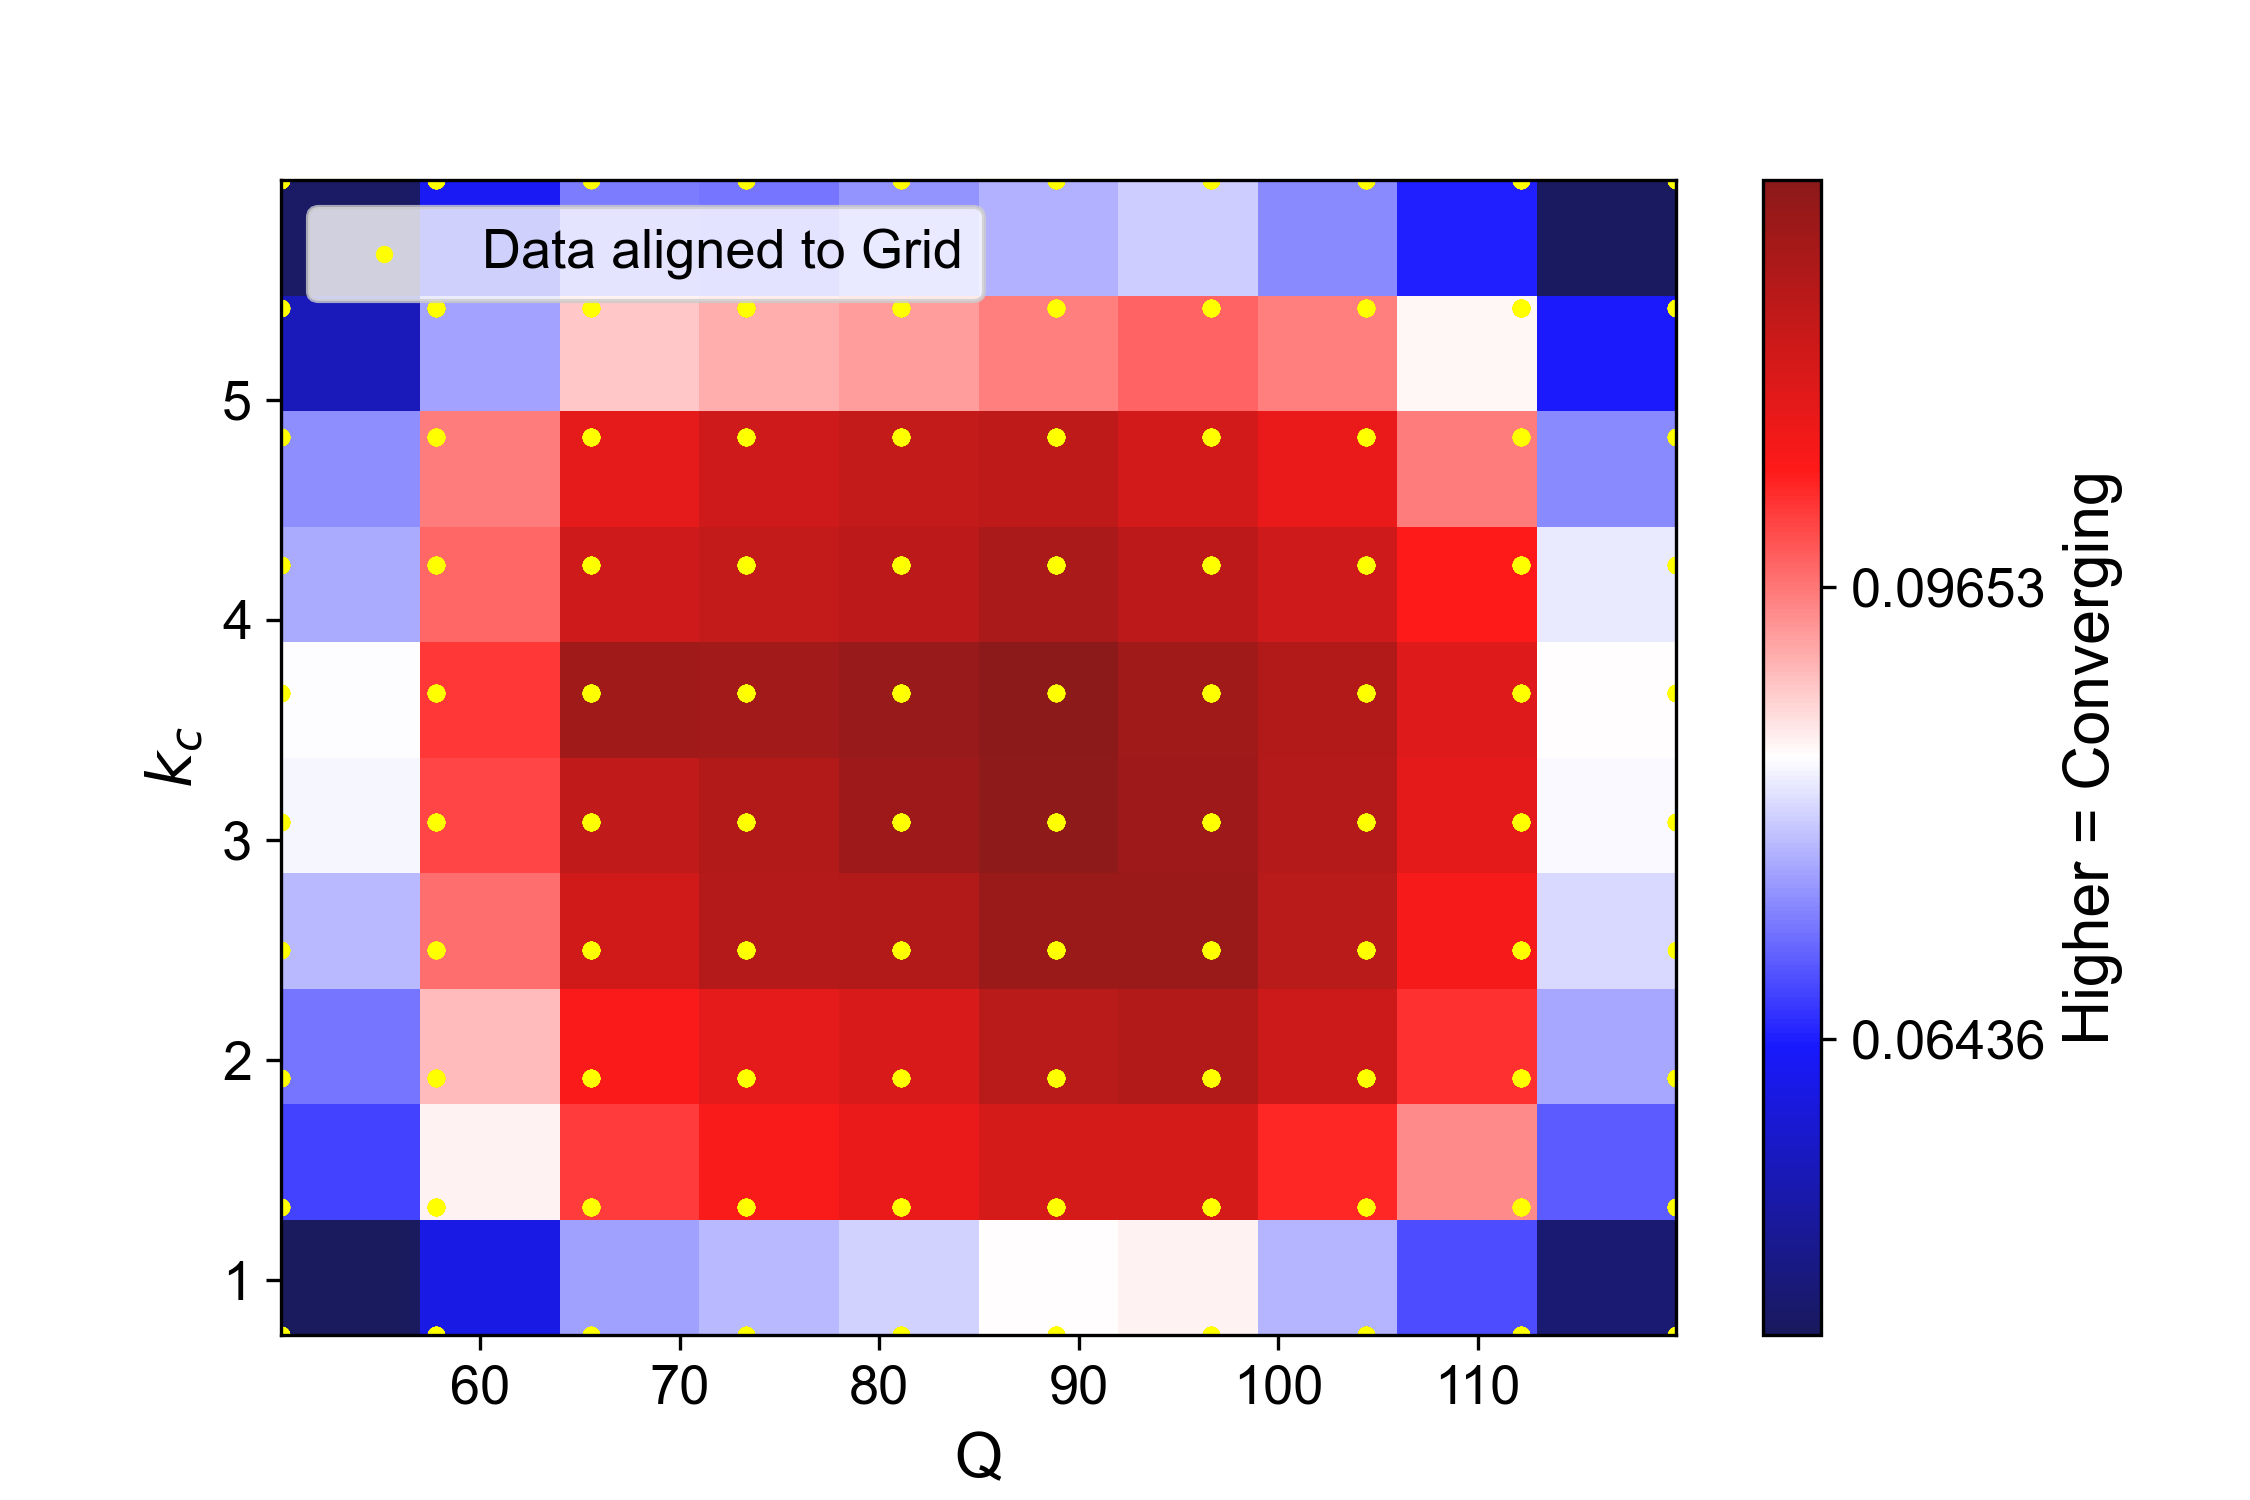 Data aligned to Grid
5
4
3
2
1
k_c
60 70 80 90 100 110
Q
0.09653
0.06436
Higher = Converging